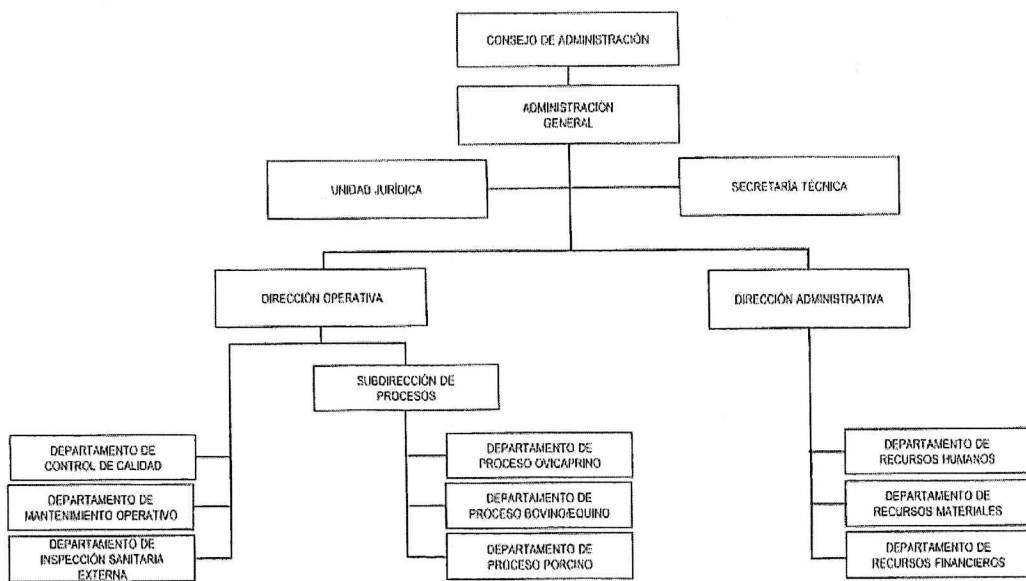 CONSEJO DE ADMINISTRACIÓN
ADMINISTRACIÓN
GENERAL
UNIDAD JURÍDICA
SECRETARÍA TÉCNICA
DIRECCIÓN OPERATIVA
DIRECCIÓN ADMINISTRATIVA
SUBDIRECCIÓN DE
PROCESOS
DEPARTAMENTO DE
CONTROL DE CALIDAD
DEPARTAMENTO DE
MANTENIMIENTO OPERATIVO
DEPARTAMENTO DE
INSPECCIÓN SANITARIA
EXTERNA
DEPARTAMENTO DE
PROCESO OVICAPRINO
DEPARTAMENTO DE
PROCESO BOVINO/EQUINO
DEPARTAMENTO DE
PROCESO PORCINO
DEPARTAMENTO DE
RECURSOS HUMANOS
DEPARTAMENTO DE
RECURSOS MATERIALES
DEPARTAMENTO DE
RECURSOS FINANCIEROS